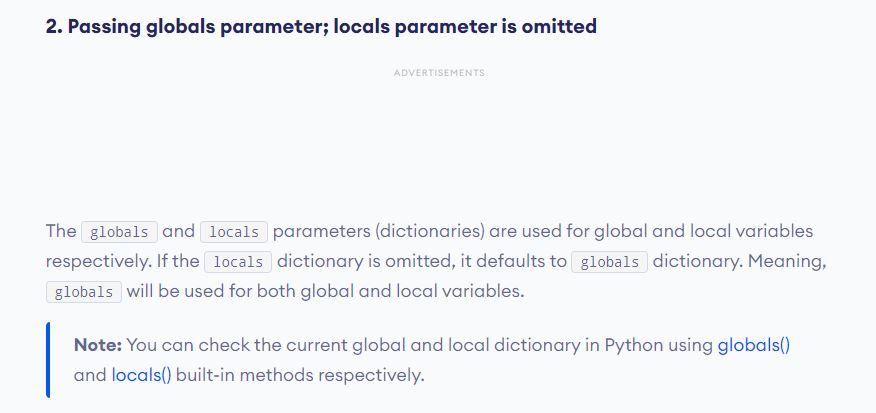 2. Passing globals parameter; locals parameter is omitted
ADVERTISEMENTS
The globals and locals parameters (dictionaries) are used for global and local variables
respectively. If the locals dictionary is omitted, it defaults to globals dictionary. Meaning,
globals will be used for both global and local variables.
Note: You can check the current global and local dictionary in Python using globals()
and locals() built-in methods respectively.